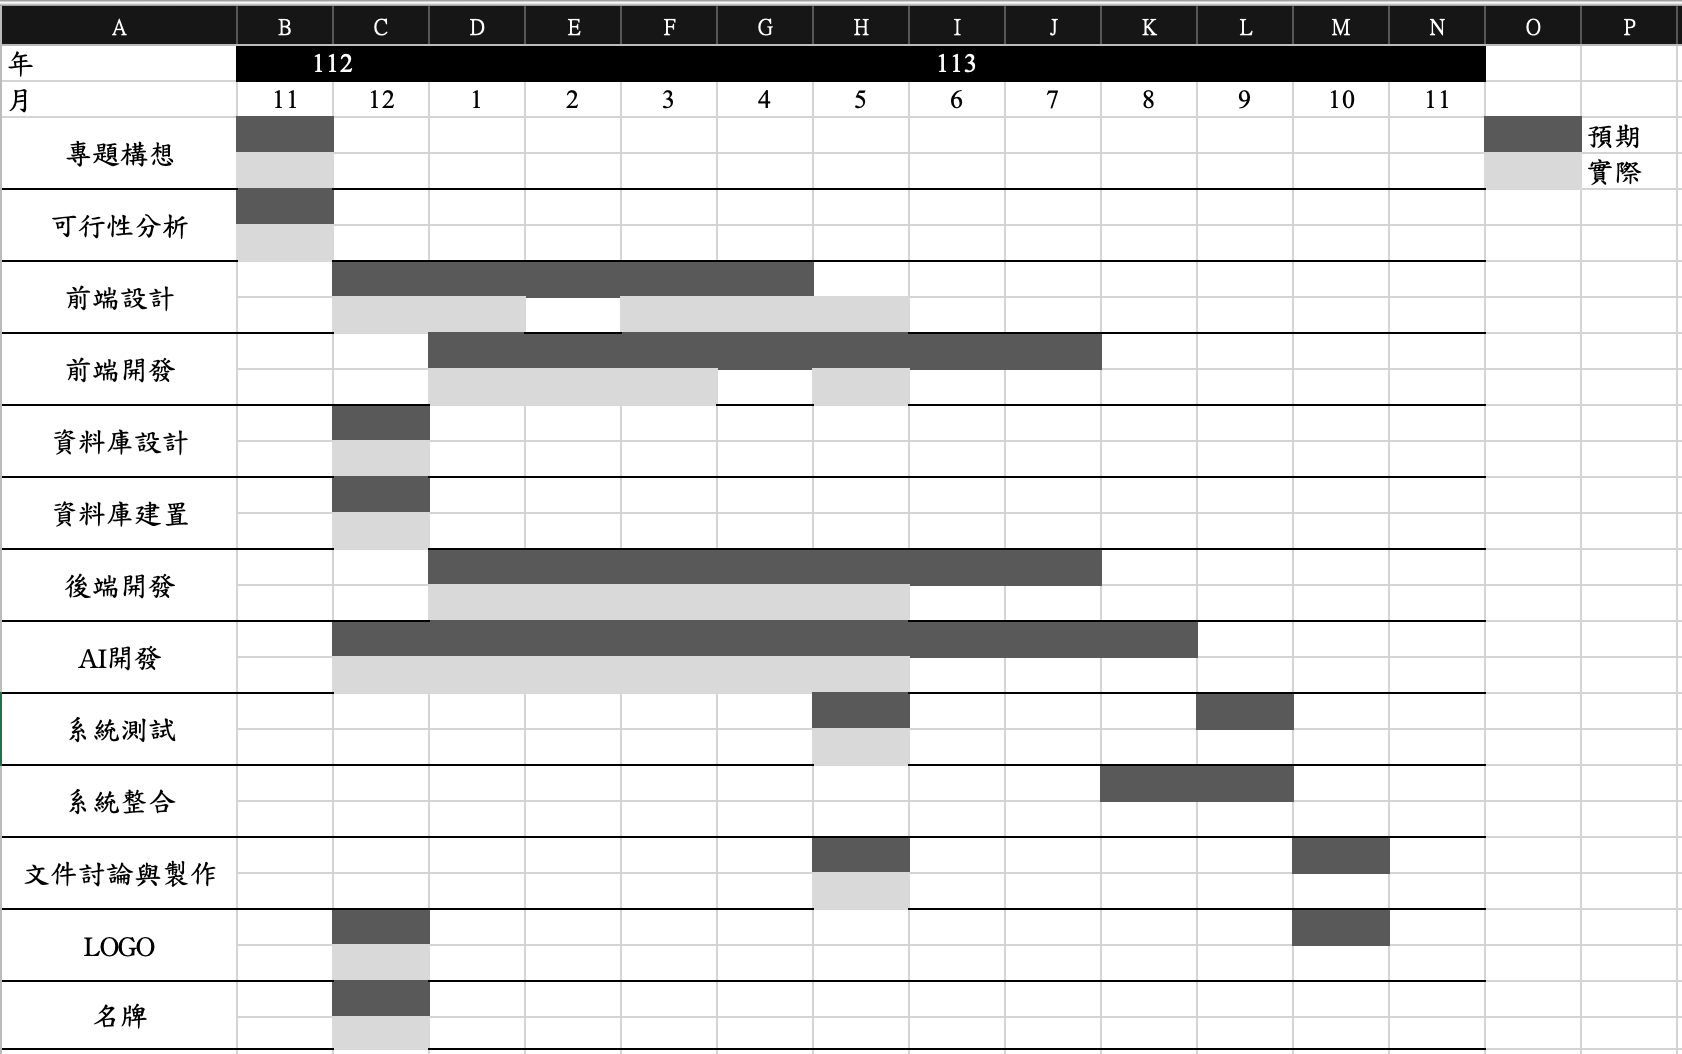 A B C D E F G H I J K L M N O P
年 112 113
月 11 12 1 2 3 4 5 6 7 8 9 10 11
專題構想 預期
實際
可行性分析
前端設計
前端開發
資料庫設計
資料庫建置
後端開發
AI開發
系統測試
系統整合
文件討論與製作
LOGO
名牌